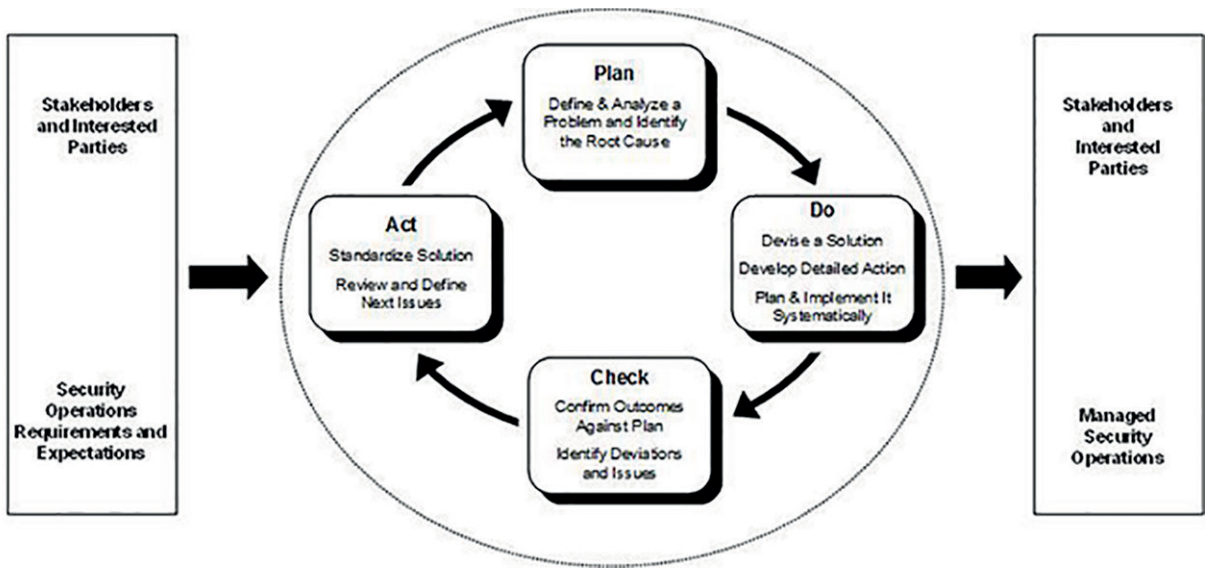 Stakeholders
and Interested
Parties
Security
Operations
Requirements and
Expectations
Plan
Define & Analyze a
Problem and Identify
the Root Cause
Do
Devise a Solution
Develop Detailed Action
Plan & Implement It
Systematically
Check
Confirm Outcomes
Against Plan
Identify Deviations
and Issues
Act
Standardize Solution
Review and Define
Next Issues
Stakeholders
and
Interested
Parties
Managed
Security
Operations